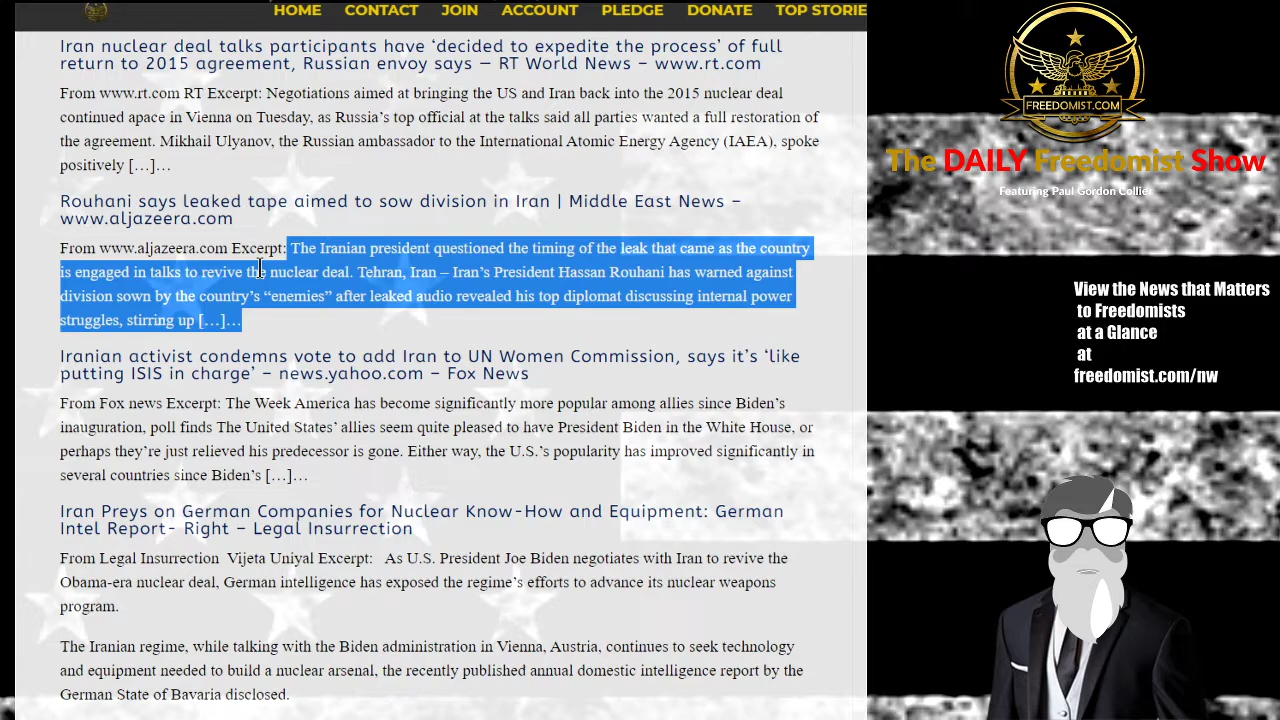 HOME CONTACT JOIN ACCOUNT PLEDGE DONATE TOP STORIE
Iran nuclear deal talks participants have ‘decided to expedite the process’ of full
return to 2015 agreement, Russian envoy says — RT World News – www.rt.com
From www.rt.com RT Excerpt: Negotiations aimed at bringing the US and Iran back into the 2015 nuclear deal
continued apace in Vienna on Tuesday, as Russia’s top official at the talks said all parties wanted a full restoration of
the agreement. Mikhail Ulyanov, the Russian ambassador to the International Atomic Energy Agency (IAEA), spoke
positively […]…
Rouhani says leaked tape aimed to sow division in Iran | Middle East News –
www.aljazeera.com
From www.aljazeera.com Excerpt: The Iranian president questioned the timing of the leak that came as the country
is engaged in talks to revive the nuclear deal. Tehran, Iran – Iran’s President Hassan Rouhani has warned against
division sown by the country’s “enemies” after leaked audio revealed his top diplomat discussing internal power
struggles, stirring up […]…
Iranian activist condemns vote to add Iran to UN Women Commission, says it’s ‘like
putting ISIS in charge’ – news.yahoo.com – Fox News
From Fox news Excerpt: The Week America has become significantly more popular among allies since Biden’s
inauguration, poll finds The United States’ allies seem quite pleased to have President Biden in the White House, or
perhaps they’re just relieved his predecessor is gone. Either way, the U.S.’s popularity has improved significantly in
several countries since Biden’s […]…
Iran Preys on German Companies for Nuclear Know-How and Equipment: German
Intel Report- Right – Legal Insurrection
From Legal Insurrection  Vijeta Uniyal Excerpt:   As U.S. President Joe Biden negotiates with Iran to revive the
Obama-era nuclear deal, German intelligence has exposed the regime’s efforts to advance its nuclear weapons
program.
The Iranian regime, while talking with the Biden administration in Vienna, Austria, continues to seek technology
and equipment needed to build a nuclear arsenal, the recently published annual domestic intelligence report by the
German State of Bavaria disclosed.
FREEDOMIST.COM
The DAILY Freedomist Show
Featuring Paul Gordon Collier
View the News that Matters
to Freedomists
at a Glance
at
freedomist.com/nw